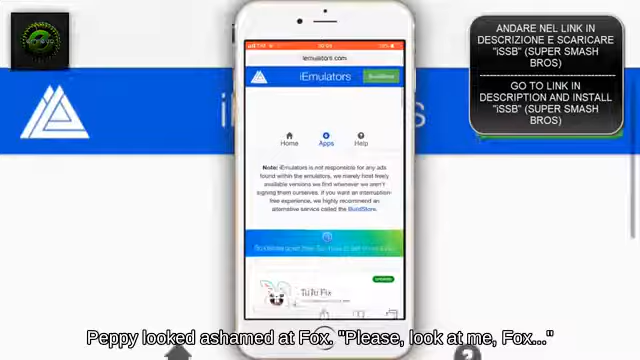 ANDARE NEL LINK IN
DESCRIZIONE E SCARICARE
"iSSB" (SUPER SMASH
BROS)
GO TO LINK IN
DESCRIPTION AND INSTALL
"iSSB" (SUPER SMASH
BROS)
iemulators.com
iEmulators
BuildStore
Home
Apps
Help
Note: iEmulators is not responsible for any ads
found within the emulators, we merely host freely
available versions we find whenever we aren't
signing them ourselves. If you want an interruption-
free experience, we highly recommend an
alternative service called the BuildStore.
TuTu Fix
Peppy looked ashamed at Fox. "Please, look at me, Fox..."